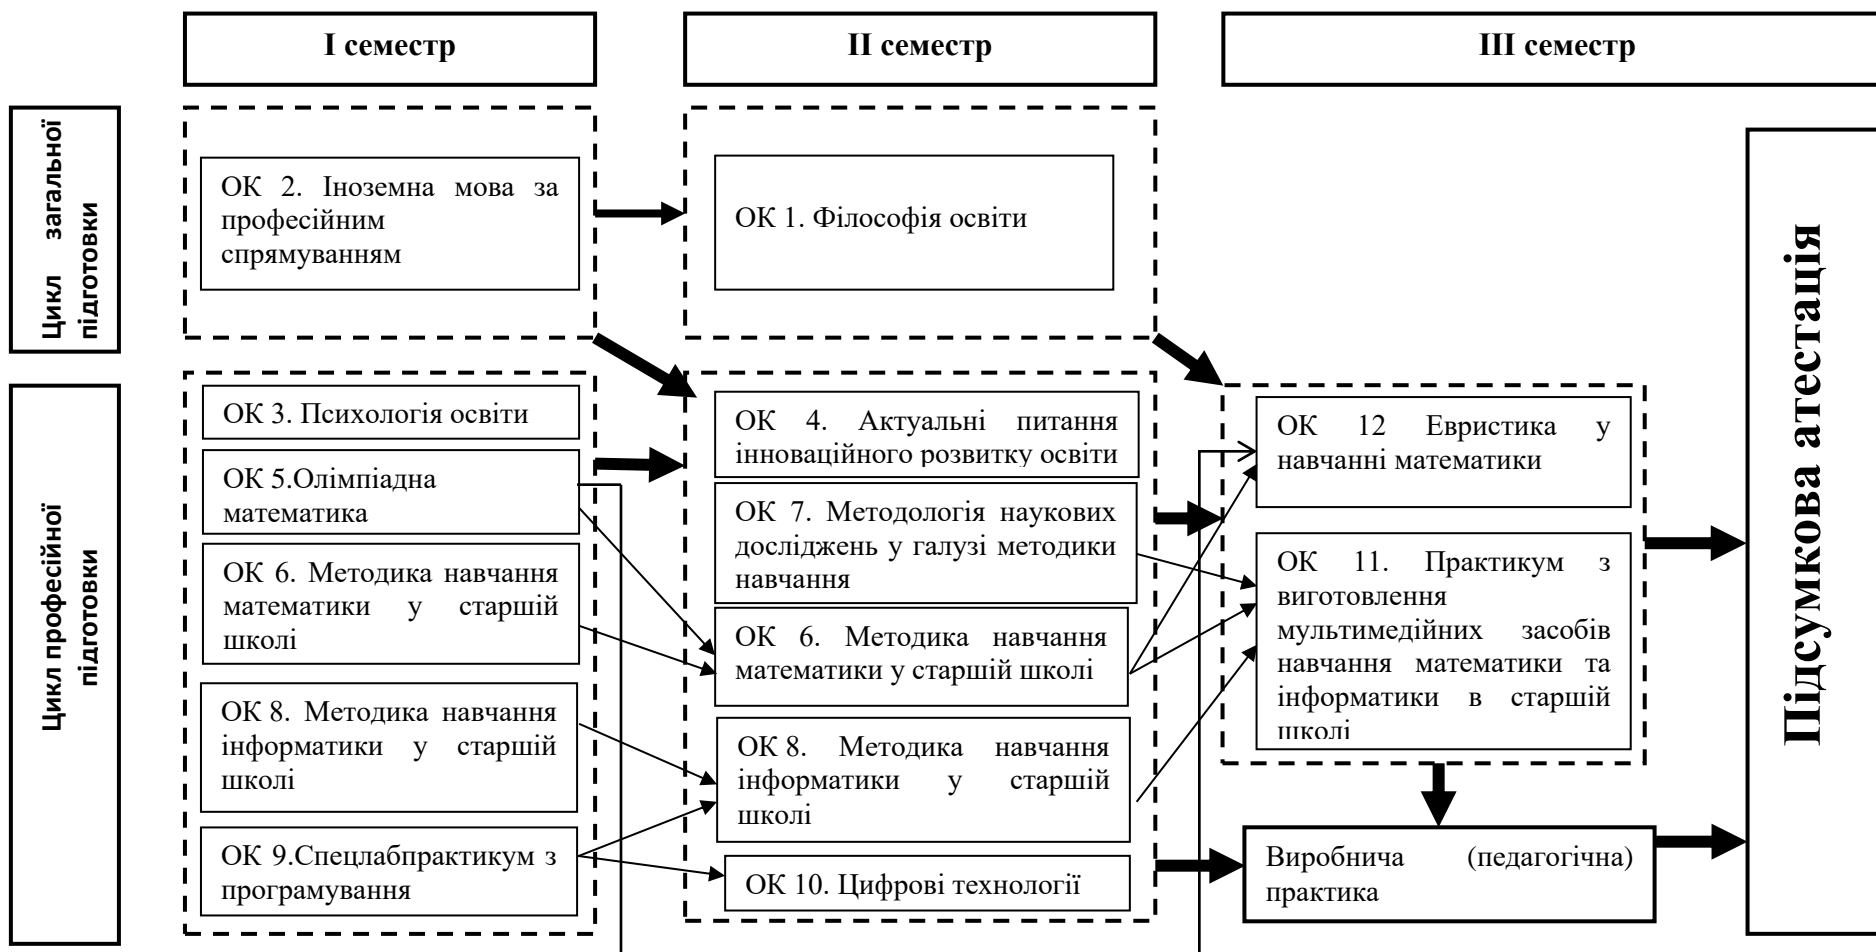 І семестр
ІІ семестр
ІІІ семестр
Цикл загальної
підготовки
ОК 2. Іноземна мова за
професійним
спрямуванням
ОК 1. Філософія освіти
Цикл професійної
підготовки
ОК 3. Психологія освіти
ОК 5.Олімпіадна
математика
ОК 6. Методика навчання
математики у старшій
школі
ОК 8. Методика навчання
інформатики у старшій
школі
ОК 9.Спецлабпрактикум з
програмування
ОК 4. Актуальні питання
інноваційного розвитку освіти
ОК 7. Методологія наукових
досліджень у галузі методики
навчання
ОК 6. Методика навчання
математики у старшій школі
ОК 8. Методика навчання
інформатики у старшій
школі
ОК 10. Цифрові технології
ОК 12 Евристика у
навчанні математики
ОК 11. Практикум з
виготовлення
мультимедійних засобів
навчання математики та
інформатики в старшій
школі
Виробнича (педагогічна)
практика
Підсумкова атестація